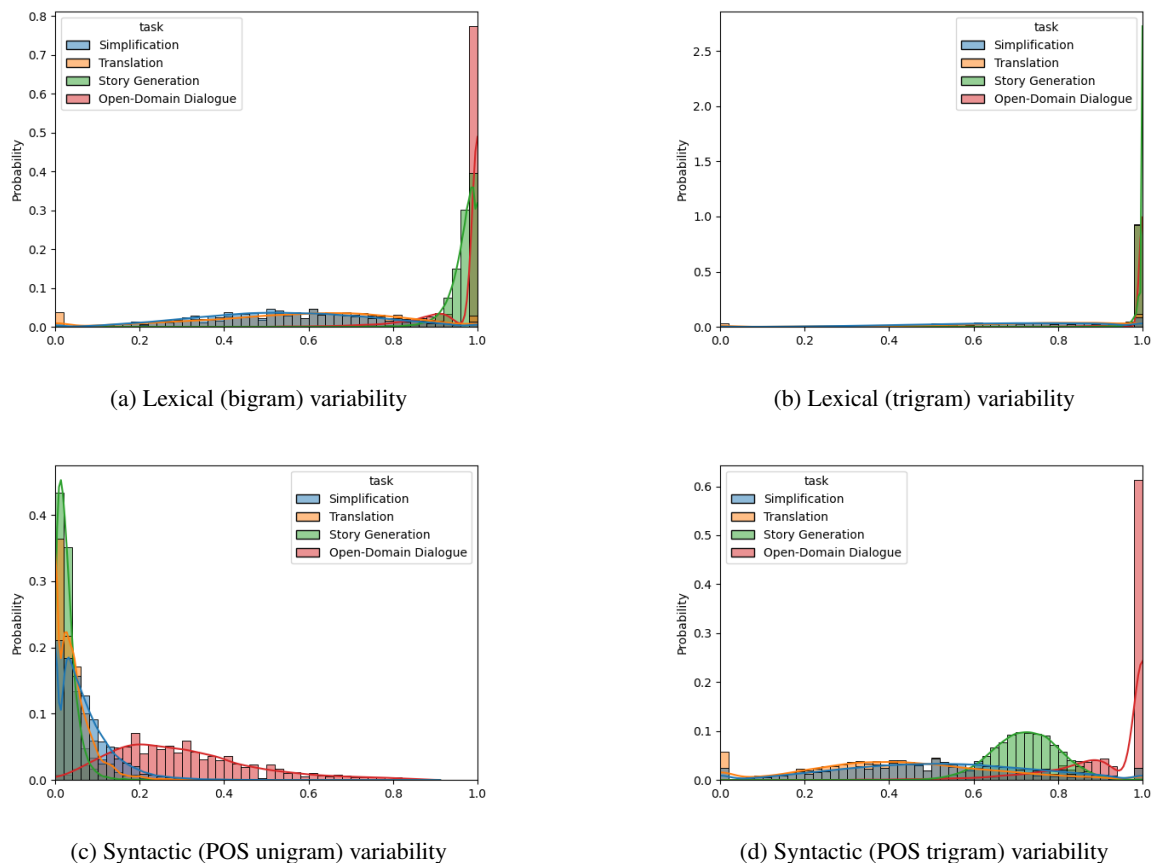 task
Simplification
Translation
Story Generation
Open-Domain Dialogue
Probability
0.8
0.7
0.6
0.5
0.4
0.3
0.2
0.1
0.0
0.0 0.2 0.4 0.6 0.8 1.0
(a) Lexical (bigram) variability
task
Simplification
Translation
Story Generation
Open-Domain Dialogue
Probability
2.5
2.0
1.5
1.0
0.5
0.0
0.0 0.2 0.4 0.6 0.8 1.0
(b) Lexical (trigram) variability
task
Simplification
Translation
Story Generation
Open-Domain Dialogue
Probability
0.4
0.3
0.2
0.1
0.0
0.0 0.2 0.4 0.6 0.8 1.0
(c) Syntactic (POS unigram) variability
task
Simplification
Translation
Story Generation
Open-Domain Dialogue
Probability
0.6
0.5
0.4
0.3
0.2
0.1
0.0
0.0 0.2 0.4 0.6 0.8 1.0
(d) Syntactic (POS trigram) variability